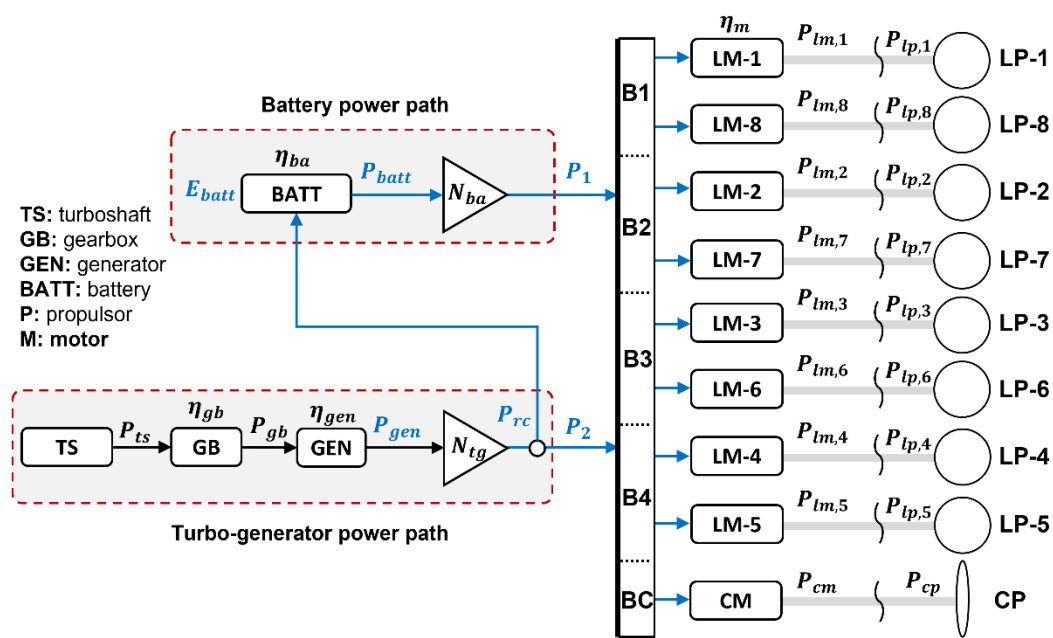 Battery power path
η_ba
E_batt
BATT
P_batt
N_ba
P_1
TS: turboshaft
GB: gearbox
GEN: generator
BATT: battery
P: propulsor
M: motor
TS
P_ts
η_gb
GB
P_gb
η_gen
GEN
P_gen
N_tg
P_rc
P_2
Turbo-generator power path
B1
B2
B3
B4
BC
η_m
LM-1 P_lm,1 P_lp,1 LP-1
LM-8 P_lm,8 P_lp,8 LP-8
LM-2 P_lm,2 P_lp,2 LP-2
LM-7 P_lm,7 P_lp,7 LP-7
LM-3 P_lm,3 P_lp,3 LP-3
LM-6 P_lm,6 P_lp,6 LP-6
LM-4 P_lm,4 P_lp,4 LP-4
LM-5 P_lm,5 P_lp,5 LP-5
CM P_cm P_cp CP